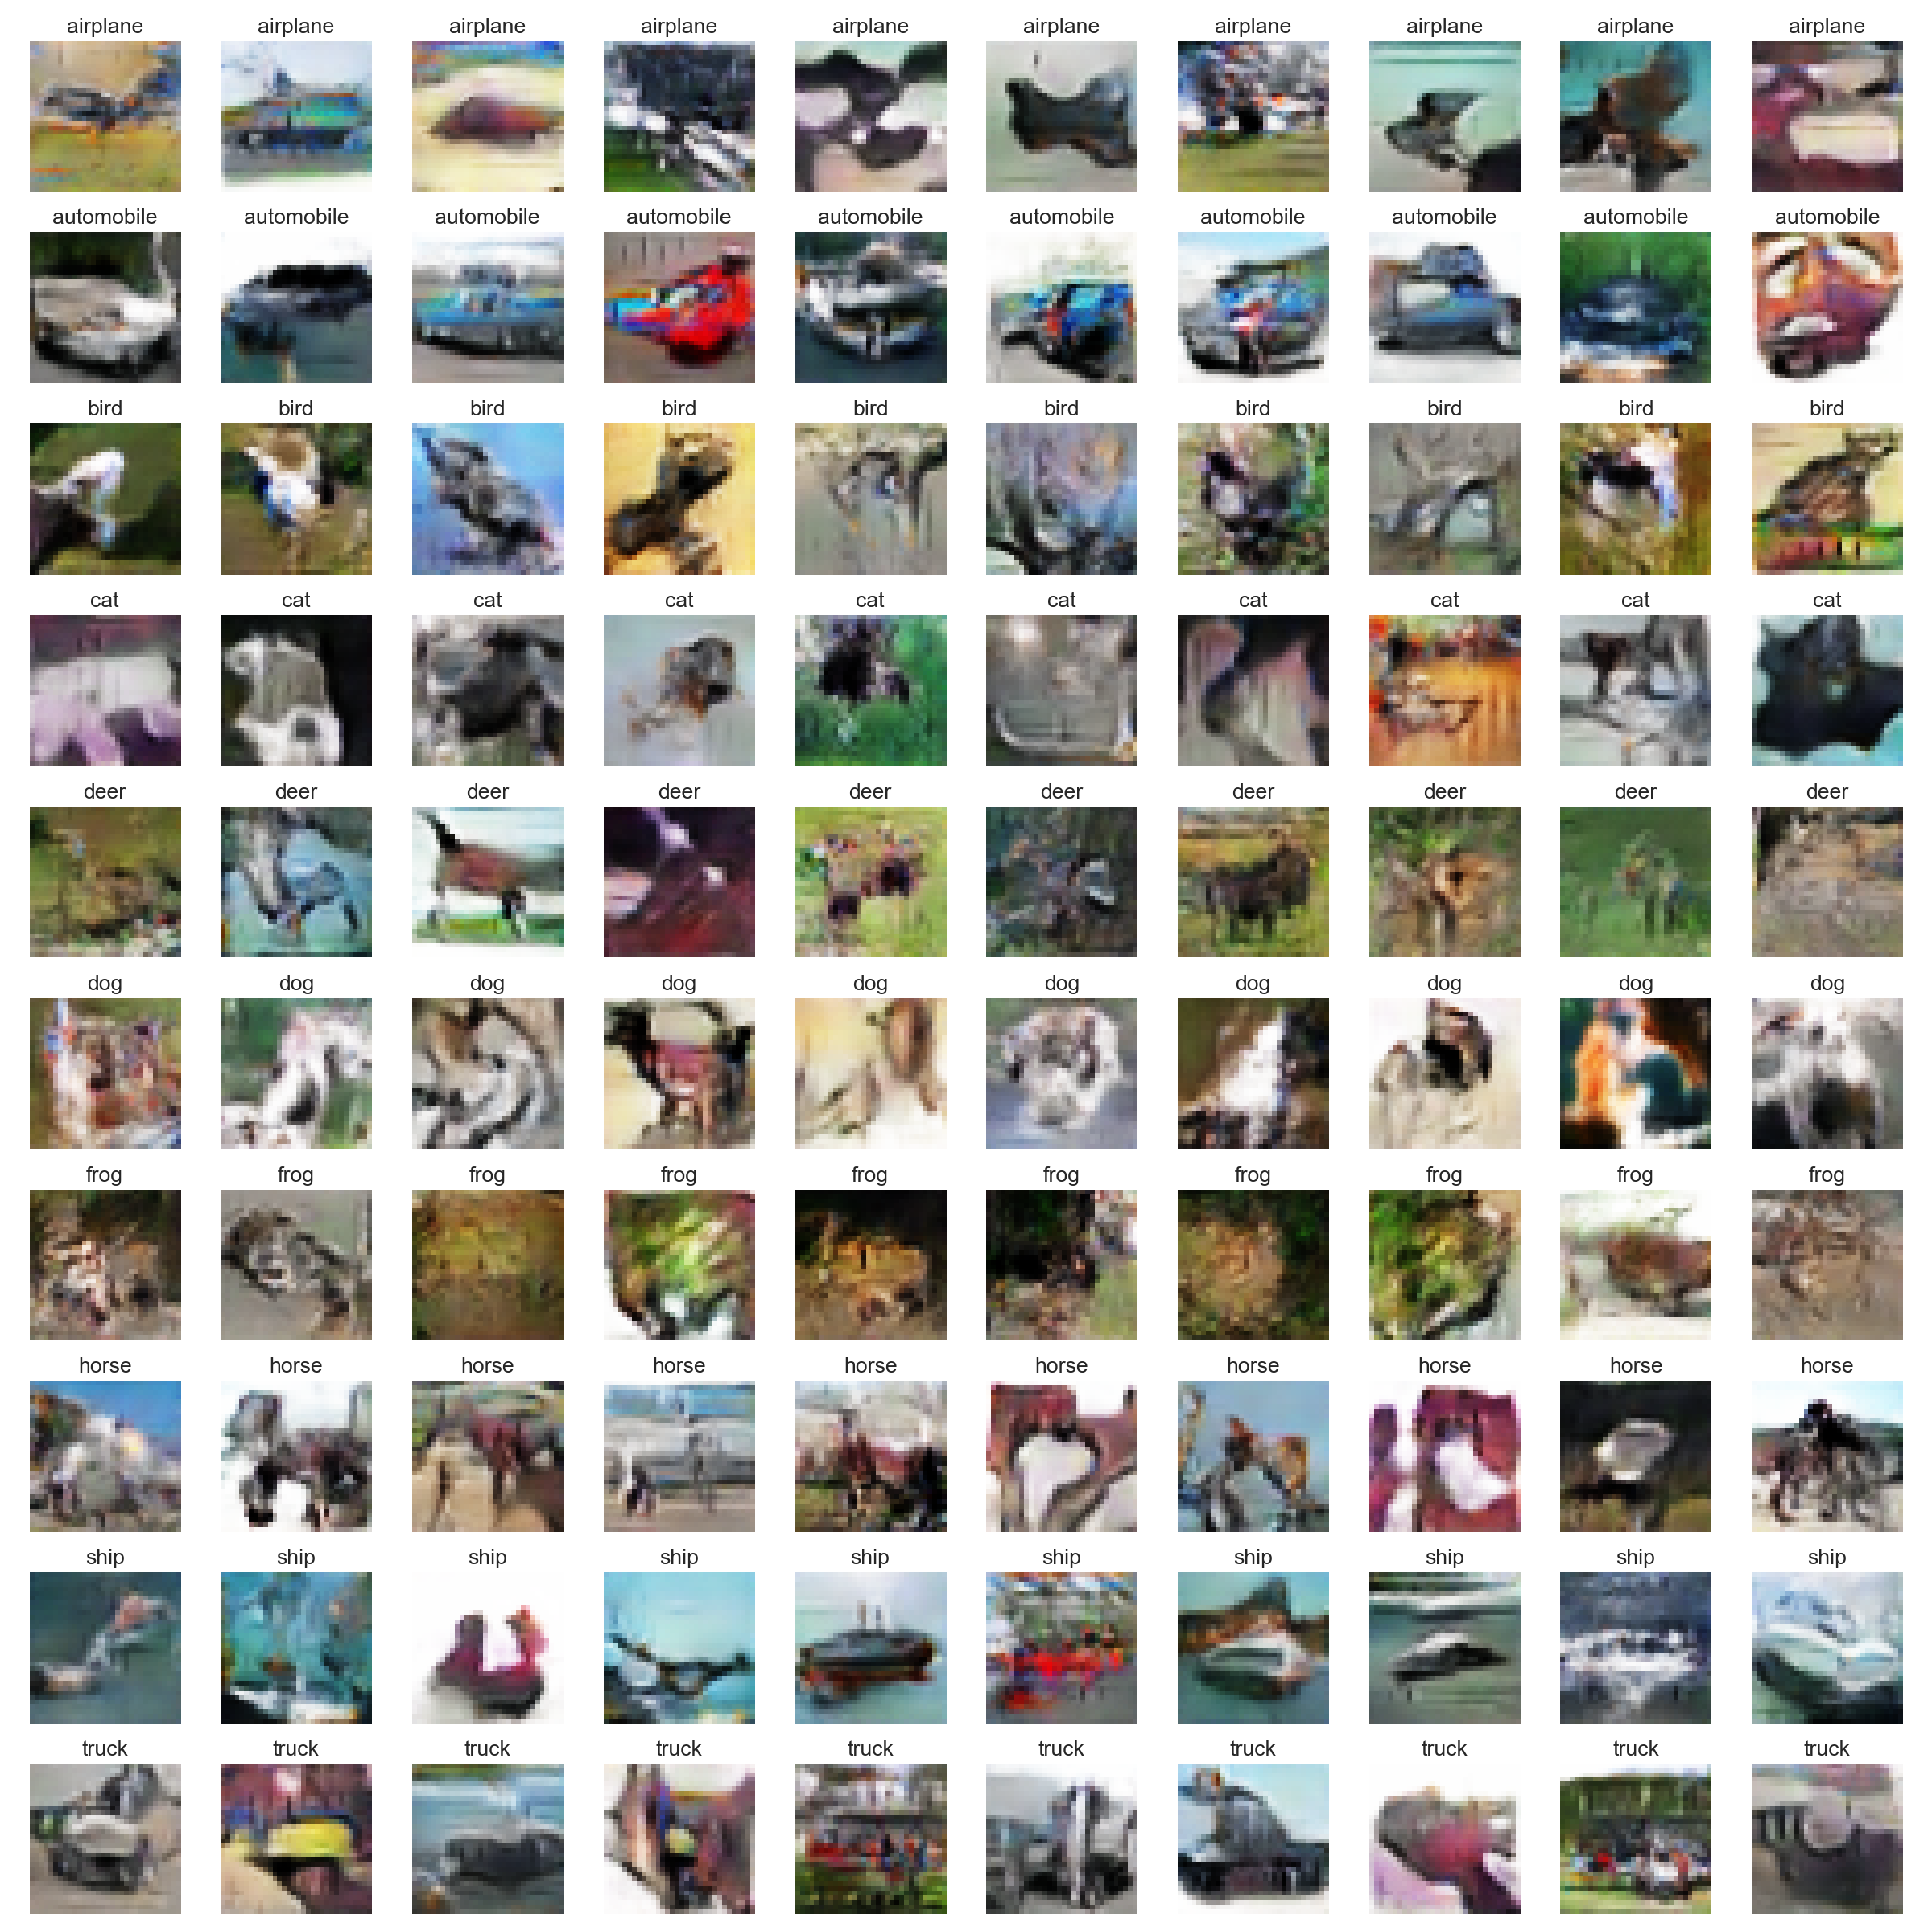 airplane airplane airplane airplane airplane airplane airplane airplane airplane airplane
automobile automobile automobile automobile automobile automobile automobile automobile automobile automobile
bird bird bird bird bird bird bird bird bird bird
cat cat cat cat cat cat cat cat cat cat
deer deer deer deer deer deer deer deer deer deer
dog dog dog dog dog dog dog dog dog dog
frog frog frog frog frog frog frog frog frog frog
horse horse horse horse horse horse horse horse horse horse
ship ship ship ship ship ship ship ship ship ship
truck truck truck truck truck truck truck truck truck truck